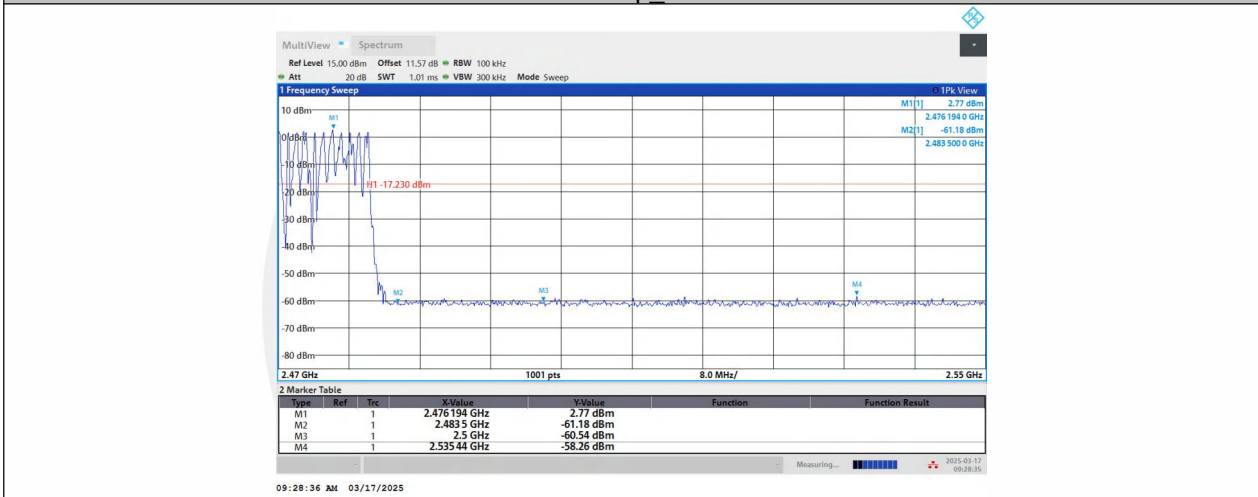 MultiView Spectrum
Ref Level 15.00 dBm Offset 11.57 dB RBW 100 kHz
Att 20 dB SWT 1.01 ms VBW 300 kHz Mode Sweep
1 Frequency Sweep 1Pk View
M1[1] 2.77 dBm
2.476 194 0 GHz
M2[1] -61.18 dBm
2.483 500 0 GHz
10 dBm
M1
0 dBm
-10 dBm
H1 -17.230 dBm
-20 dBm
-30 dBm
-40 dBm
-50 dBm
M2 M3 M4
-60 dBm
-70 dBm
-80 dBm
2.47 GHz 1001 pts 8.0 MHz/ 2.55 GHz
2 Marker Table
Type Ref Trc X-Value Y-Value Function Function Result
M1 1 2.476 194 GHz 2.77 dBm
M2 1 2.483 5 GHz -61.18 dBm
M3 1 2.5 GHz -60.54 dBm
M4 1 2.535 44 GHz -58.26 dBm
Measuring... 2025-03-17
09:28:35
09:28:36 AM 03/17/2025